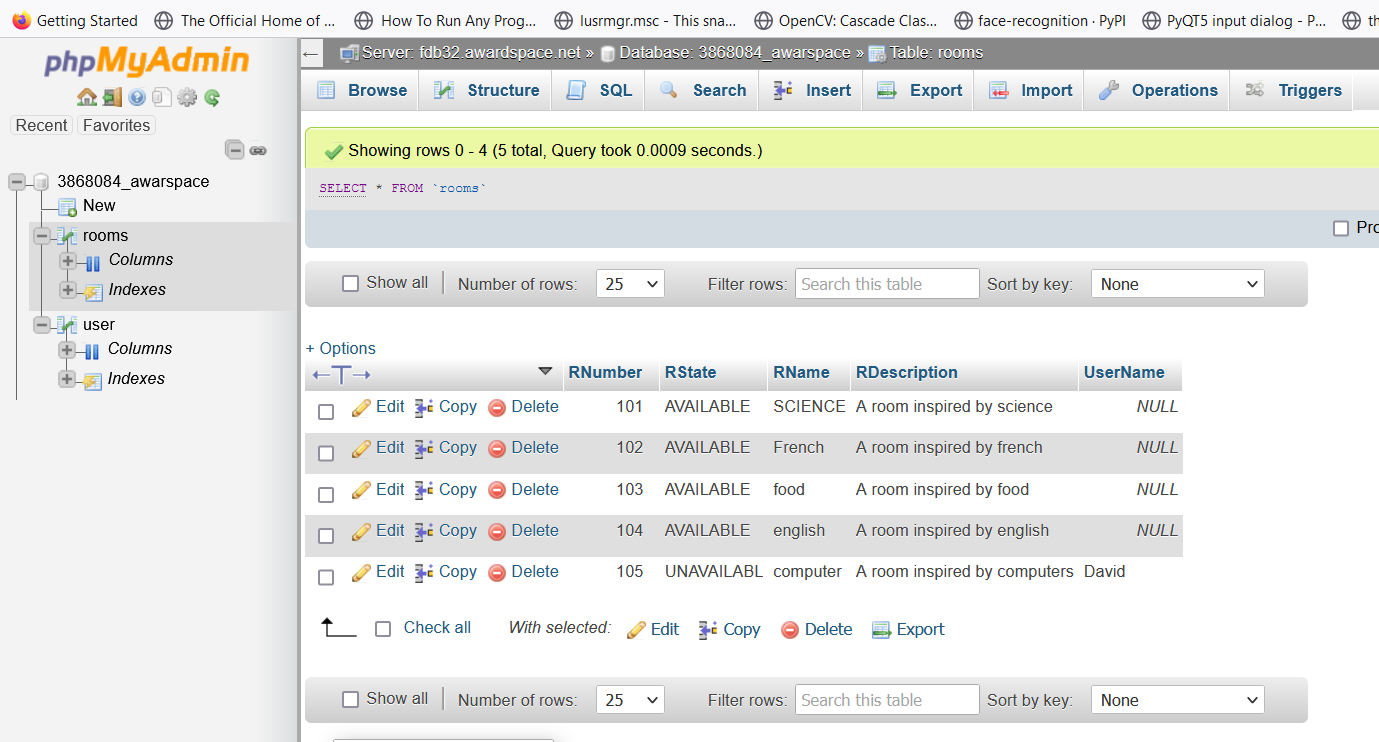 Getting Started The Official Home of ... How To Run Any Prog... lusrmgr.msc - This sna... OpenCV: Cascade Clas... face-recognition · PyPI PyQT5 input dialog - P... th
phpMyAdmin
Recent Favorites
3868084_awarspace
New
rooms
Columns
Indexes
user
Columns
Indexes
Server: fdb32.awardspace.net » Database: 3868084_awarspace » Table: rooms
Browse Structure SQL Search Insert Export Import Operations Triggers
Showing rows 0 - 4 (5 total, Query took 0.0009 seconds.)
SELECT * FROM `rooms`
Pro
Show all Number of rows: 25 Filter rows: Search this table Sort by key: None
+ Options
←T→ RNumber RState RName RDescription UserName
Edit Copy Delete 101 AVAILABLE SCIENCE A room inspired by science NULL
Edit Copy Delete 102 AVAILABLE French A room inspired by french NULL
Edit Copy Delete 103 AVAILABLE food A room inspired by food NULL
Edit Copy Delete 104 AVAILABLE english A room inspired by english NULL
Edit Copy Delete 105 UNAVAILABL computer A room inspired by computers David
Check all With selected: Edit Copy Delete Export
Show all Number of rows: 25 Filter rows: Search this table Sort by key: None